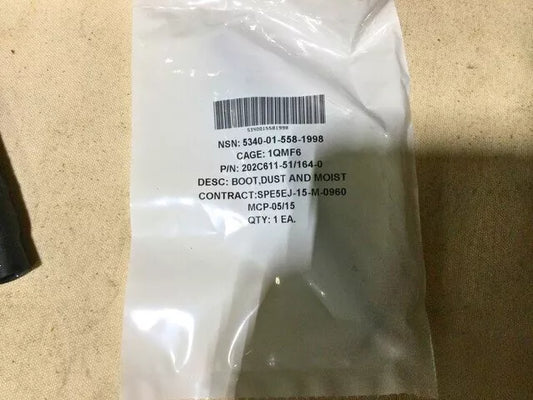 5340015581998
NSN: 5340-01-558-1998
CAGE: 1QMF6
P/N: 202C611-51/164-0
DESC: BOOT,DUST AND MOIST
CONTRACT:SPE5EJ-15-M-0960
MCP-05/15
QTY: 1 EA.